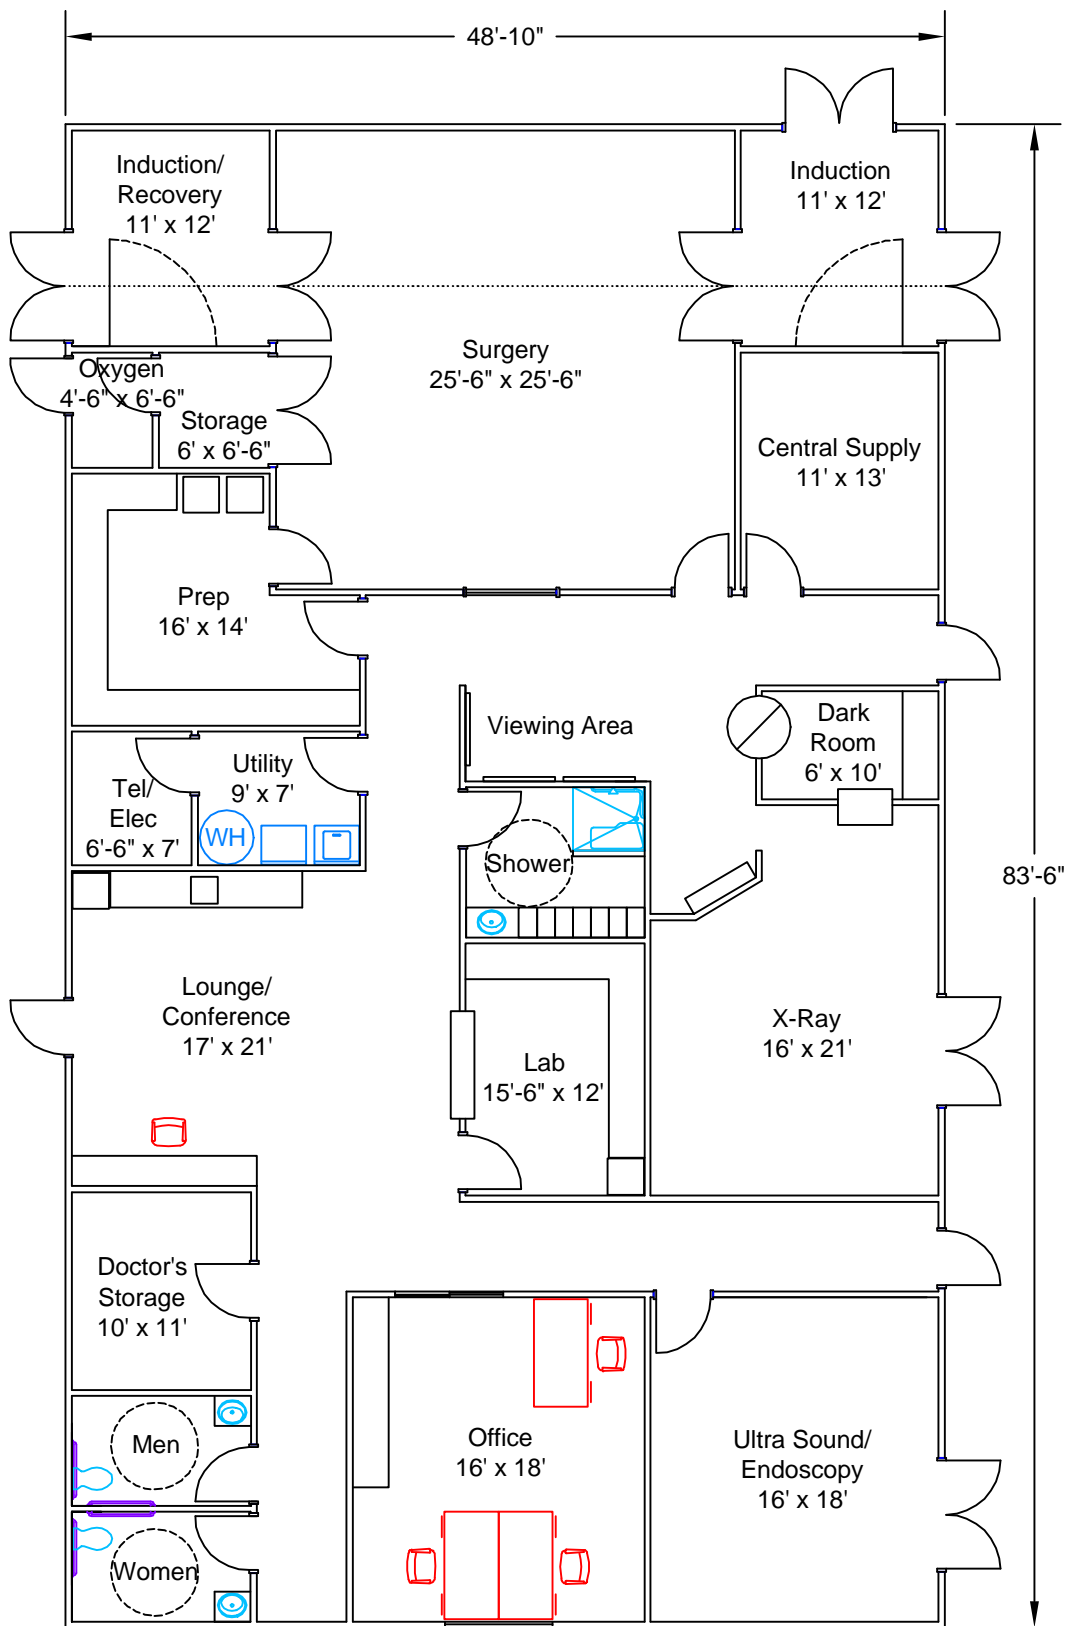 48'-10"
Induction/
Recovery
11' x 12'
Induction
11' x 12'
Surgery
25'-6" x 25'-6"
Oxygen
4'-6" x 6'-6"
Storage
6' x 6'-6"
Central Supply
11' x 13'
Prep
16' x 14'
Viewing Area
Dark
Room
6' x 10'
Utility
9' x 7'
Tel/
Elec
6'-6" x 7'
WH
Shower
83'-6"
Lounge/
Conference
17' x 21'
X-Ray
16' x 21'
Lab
15'-6" x 12'
Doctor's
Storage
10' x 11'
Men
Office
16' x 18'
Ultra Sound/
Endoscopy
16' x 18'
Women